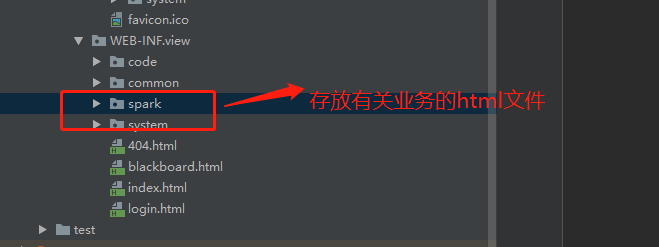 system
favicon.ico
WEB-INF.view
code
common
spark
存放有关业务的html文件
system
404.html
blackboard.html
index.html
login.html
test